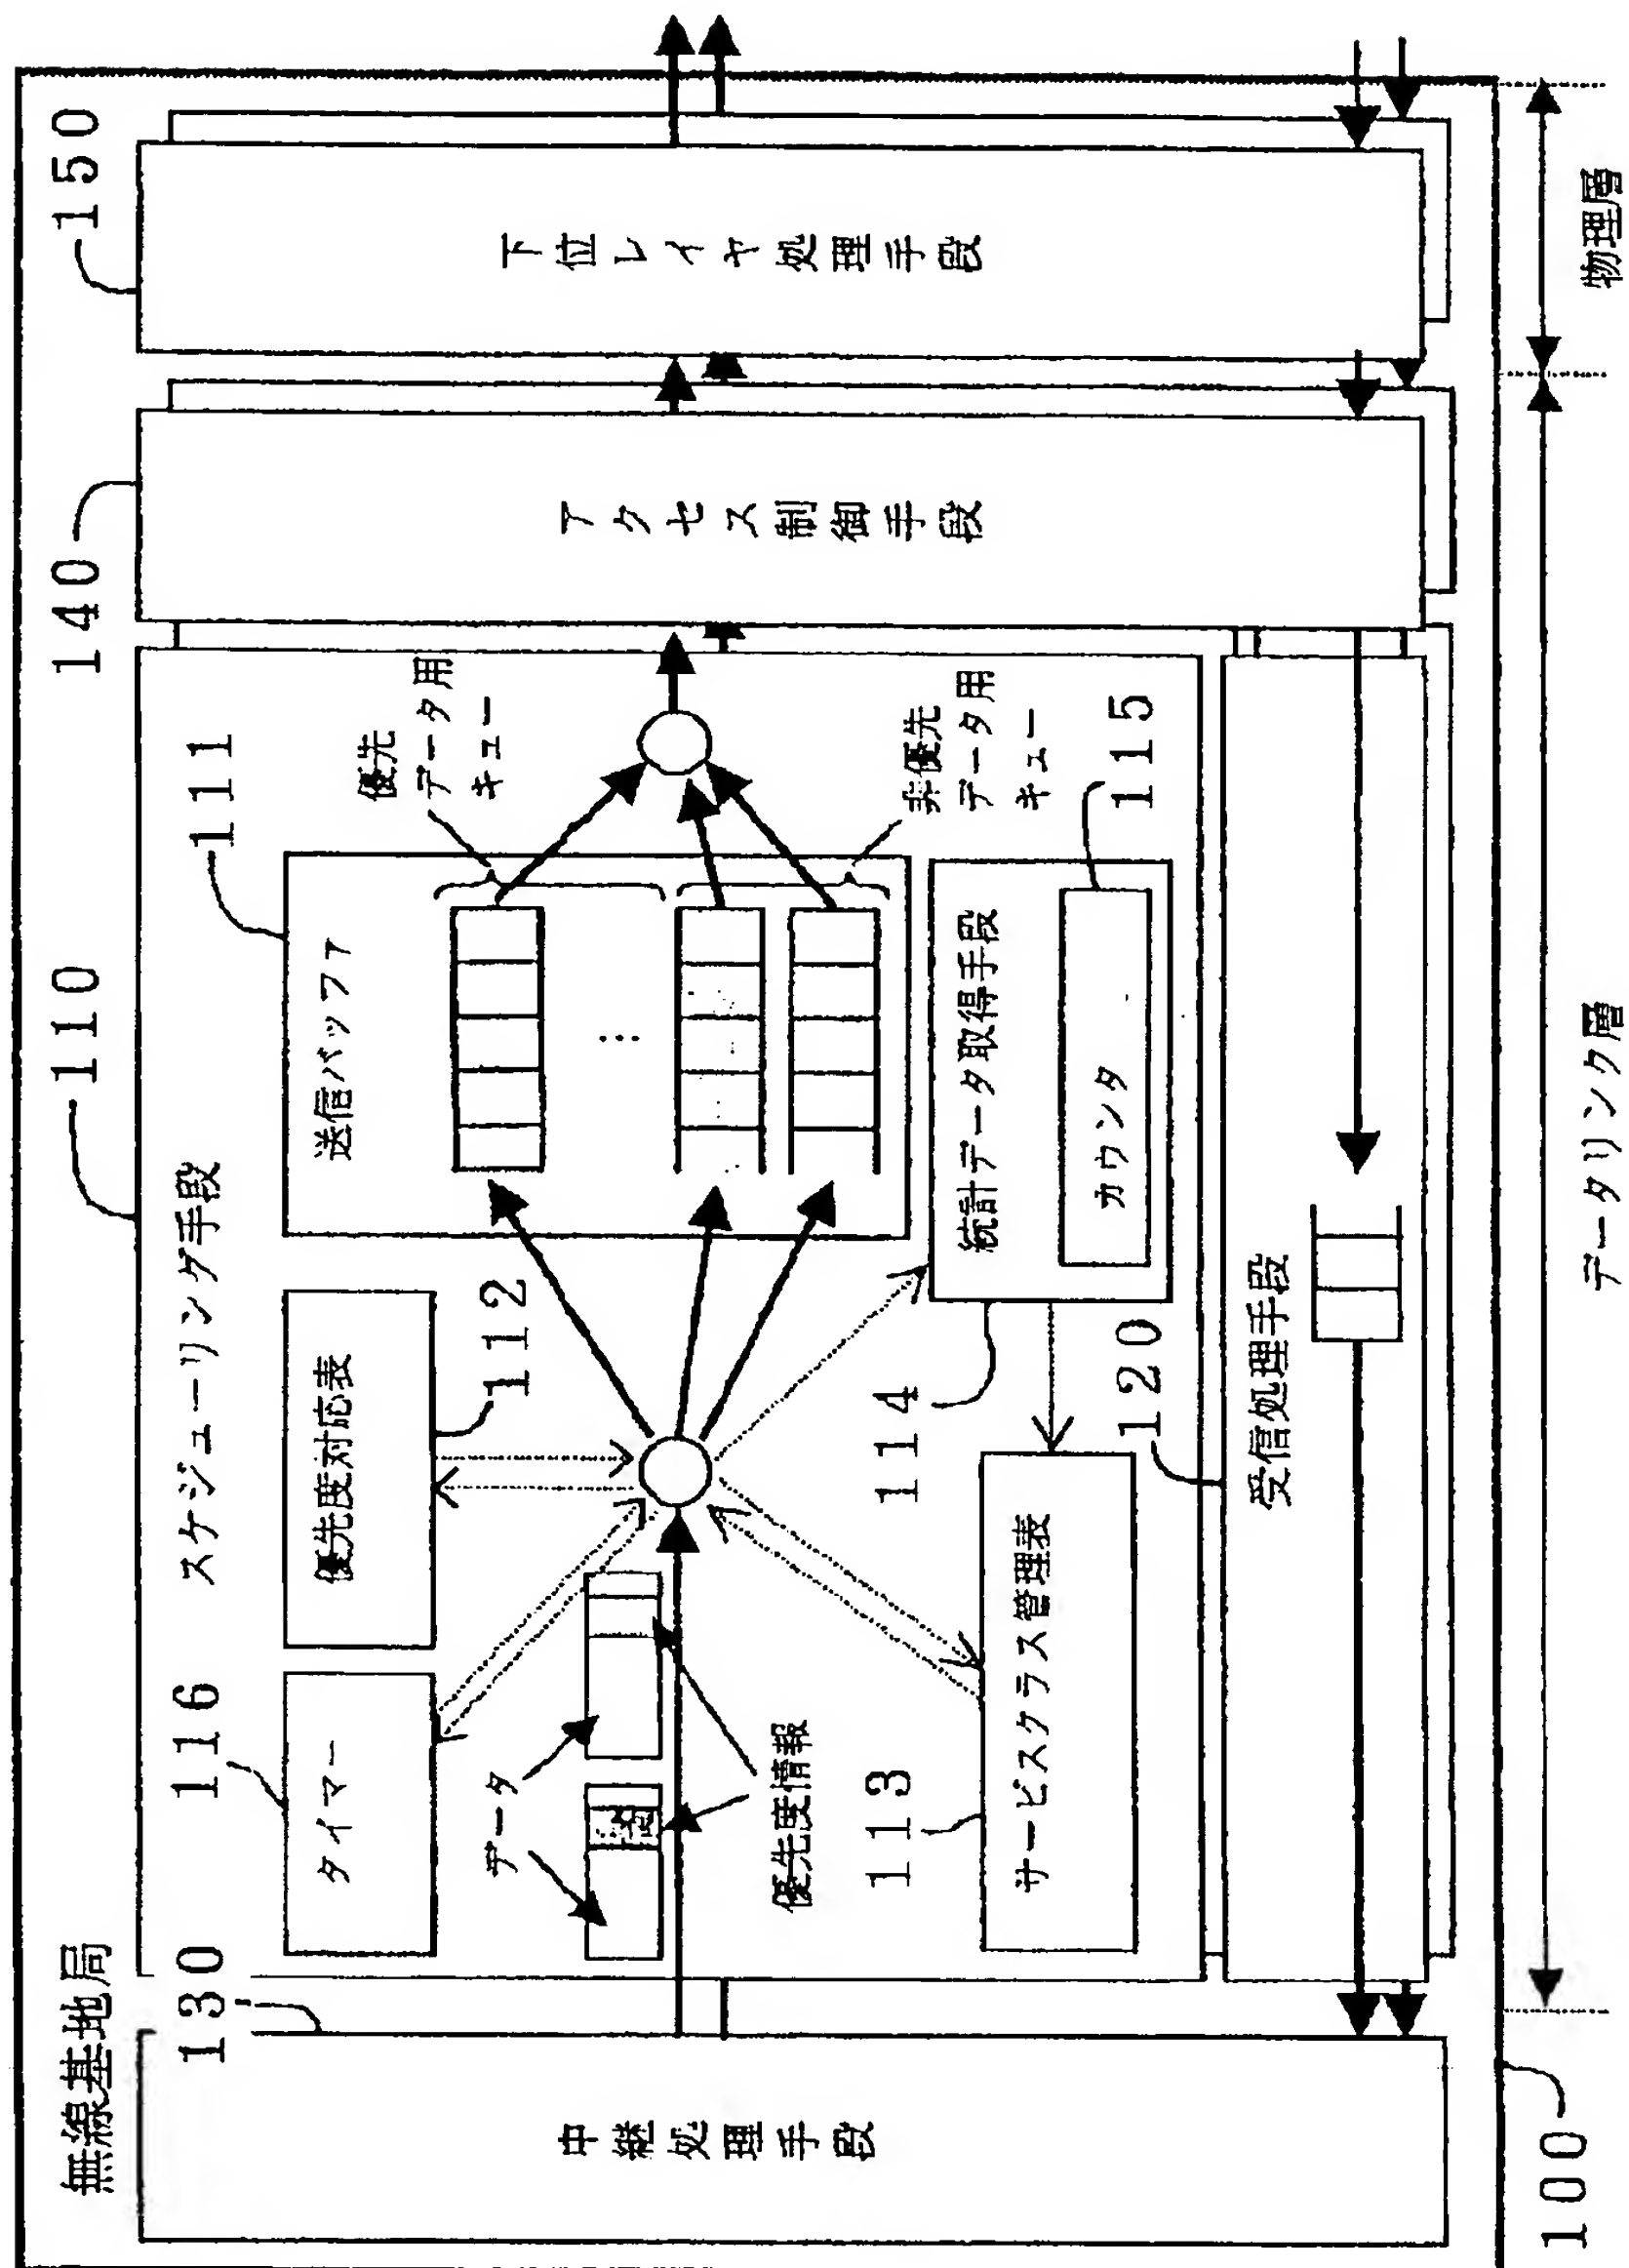 無線基地局
100
中継処理手段
130
スケジューリング手段
110
タイマー
116
優先度対応表
112
送信バッファ
111
優先
データ用
キュー
非優先
データ用
キュー
データ
優先度情報
サービスクラス管理表
113
統計データ取得手段
114
カウンタ
115
受信処理手段
120
アクセス制御手段
140
下位レイヤ処理手段
150
データリンク層
物理層